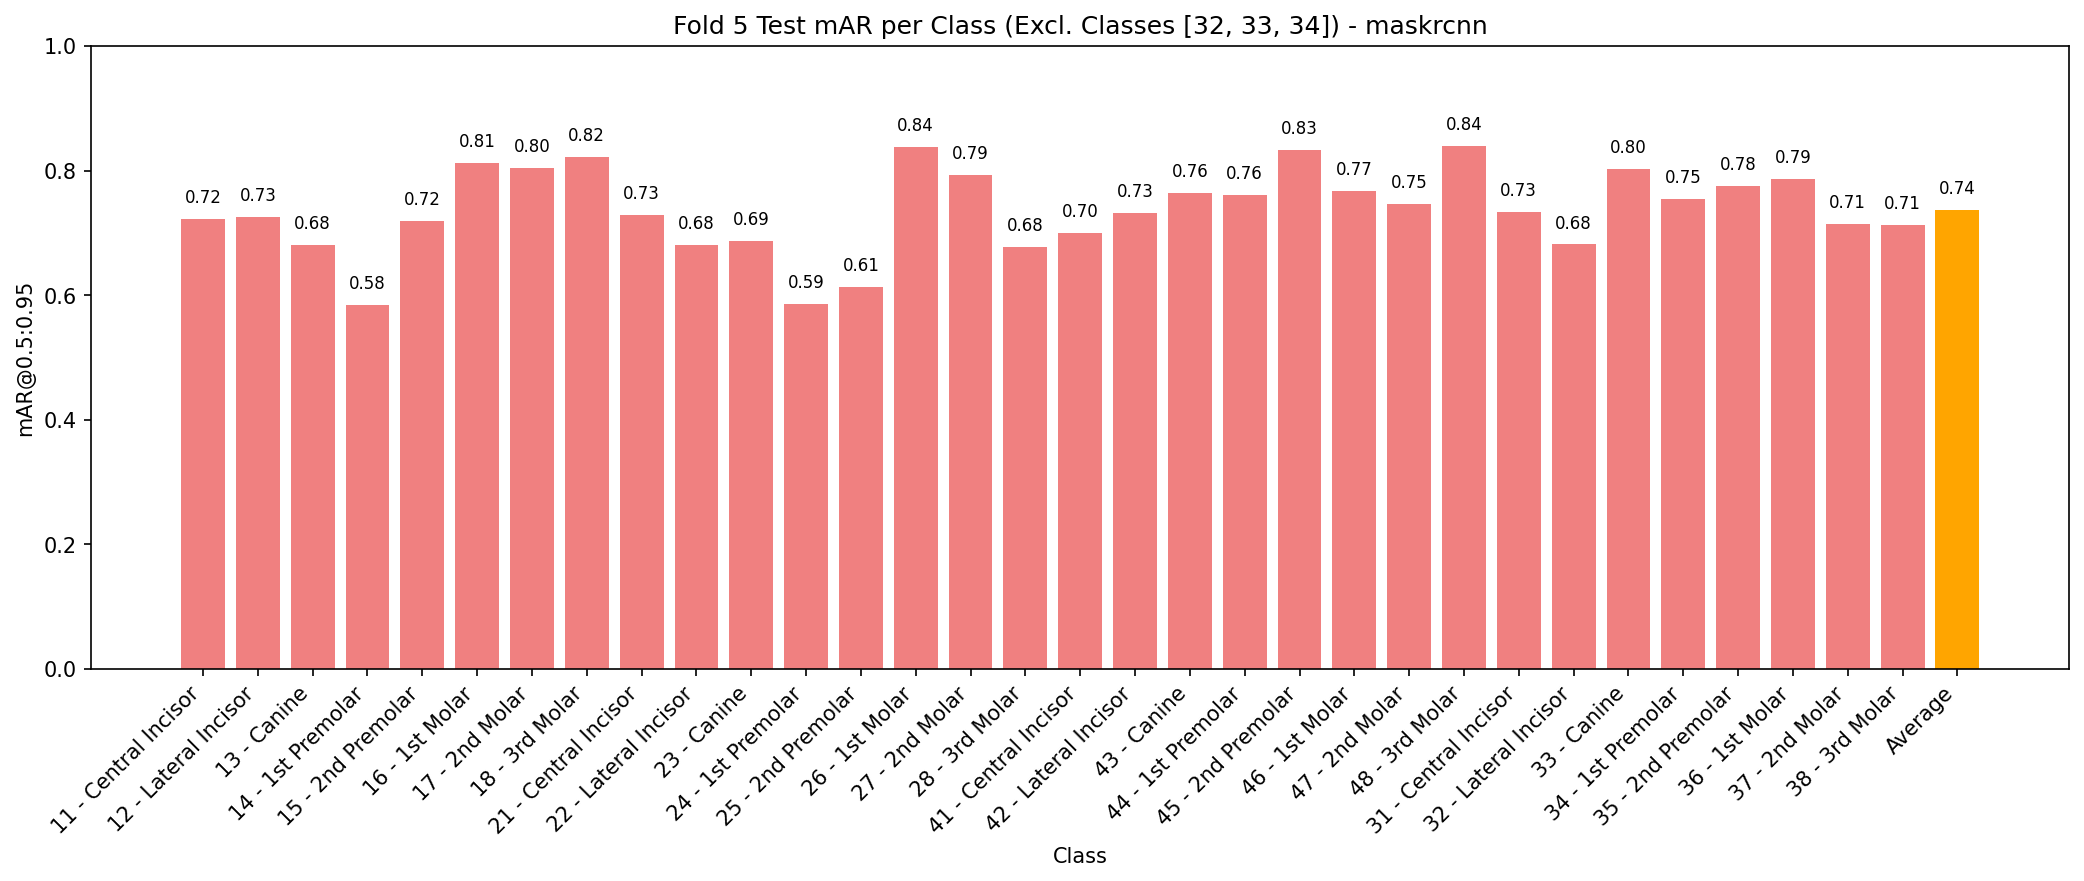 Fold 5 Test mAR per Class (Excl. Classes [32, 33, 34]) - maskrcnn
mAR@0.5:0.95
1.0
0.8
0.6
0.4
0.2
0.0
0.72
0.73
0.68
0.58
0.72
0.81
0.80
0.82
0.73
0.68
0.69
0.59
0.61
0.84
0.79
0.68
0.70
0.73
0.76
0.76
0.83
0.77
0.75
0.84
0.73
0.68
0.80
0.75
0.78
0.79
0.71
0.71
0.74
11 - Central Incisor
12 - Lateral Incisor
13 - Canine
14 - 1st Premolar
15 - 2nd Premolar
16 - 1st Molar
17 - 2nd Molar
18 - 3rd Molar
21 - Central Incisor
22 - Lateral Incisor
23 - Canine
24 - 1st Premolar
25 - 2nd Premolar
26 - 1st Molar
27 - 2nd Molar
28 - 3rd Molar
41 - Central Incisor
42 - Lateral Incisor
43 - Canine
44 - 1st Premolar
45 - 2nd Premolar
46 - 1st Molar
47 - 2nd Molar
48 - 3rd Molar
31 - Central Incisor
32 - Lateral Incisor
33 - Canine
34 - 1st Premolar
35 - 2nd Premolar
36 - 1st Molar
37 - 2nd Molar
38 - 3rd Molar
Average
Class